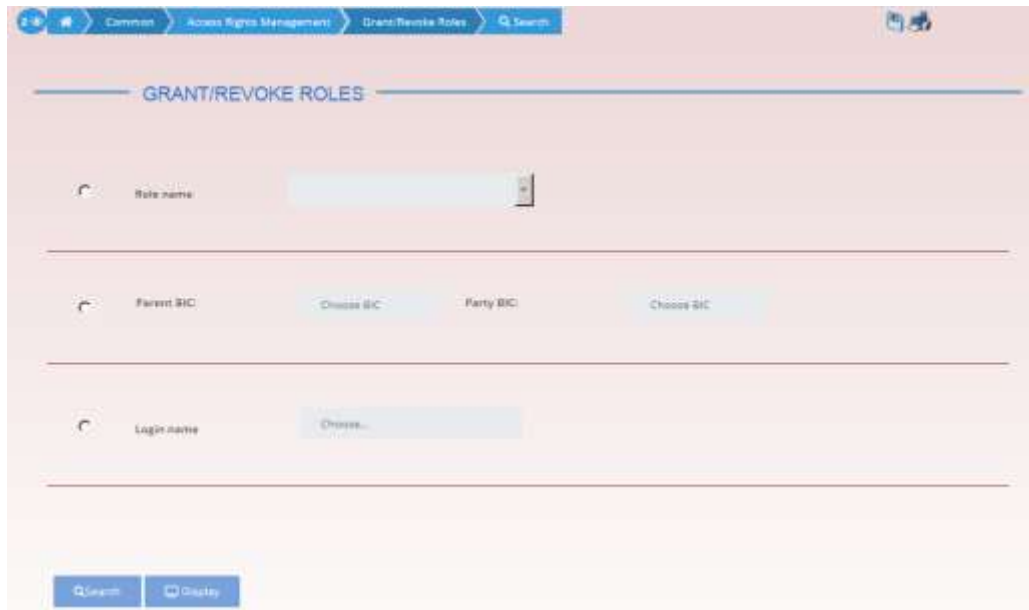 Common Access Rights Management Grant/Revoke Roles Search
GRANT/REVOKE ROLES
Role name
Parent BIC: Choose BIC Party BIC: Choose BIC
Login name Choose...
Search Display